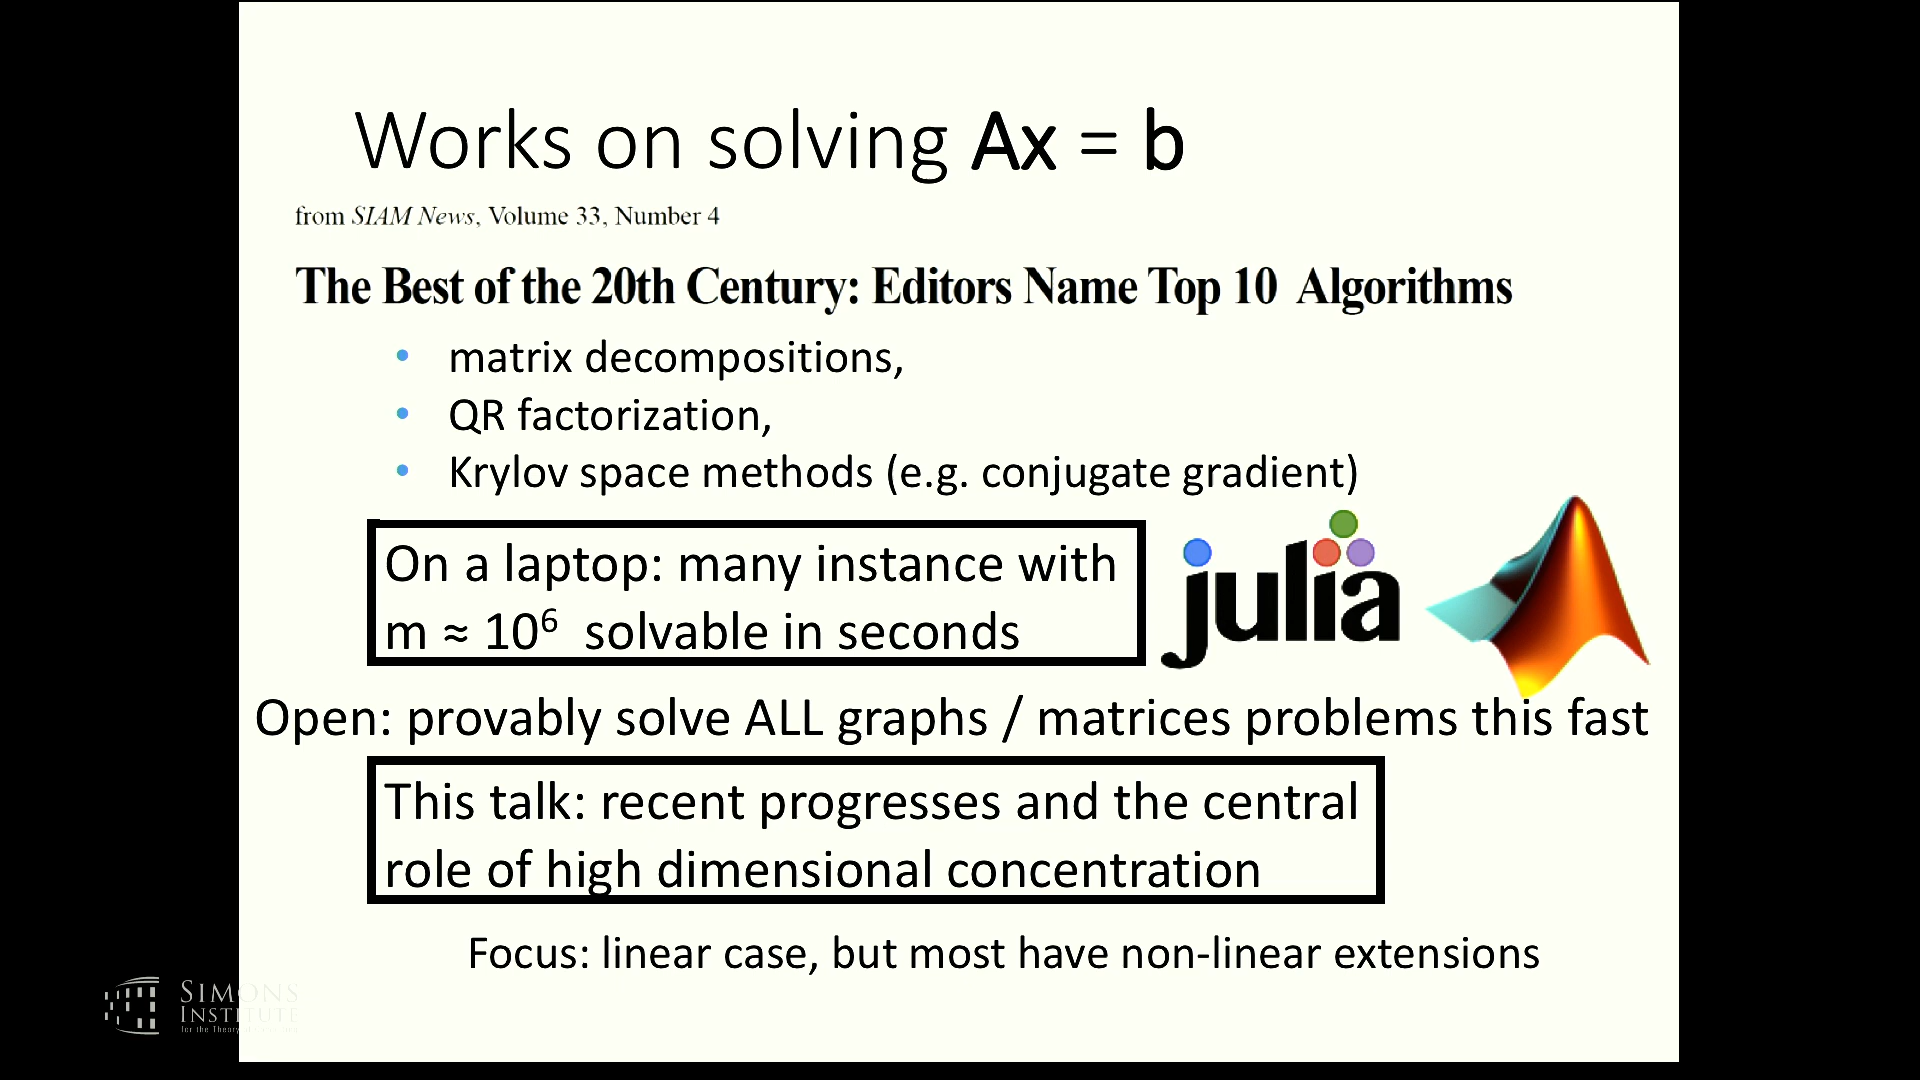 Works on solving Ax = b
from SIAM News, Volume 33, Number 4
The Best of the 20th Century: Editors Name Top 10 Algorithms
• matrix decompositions,
• QR factorization,
• Krylov space methods (e.g. conjugate gradient)
On a laptop: many instance with
m ≈ 10⁶ solvable in seconds
julia
Open: provably solve ALL graphs / matrices problems this fast
This talk: recent progresses and the central
role of high dimensional concentration
Focus: linear case, but most have non-linear extensions
SIMONS
INSTITUTE
for the Theory